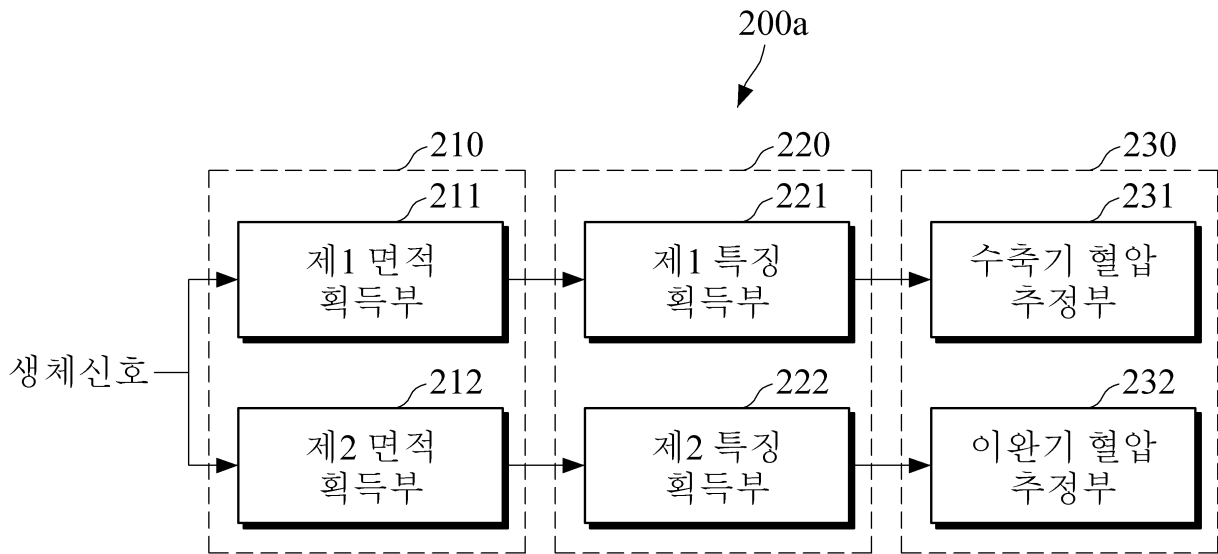 200a
210
220
230
211
221
231
제1 면적
획득부
제1 특징
획득부
수축기 혈압
추정부
생체신호
212
222
232
제2 면적
획득부
제2 특징
획득부
이완기 혈압
추정부